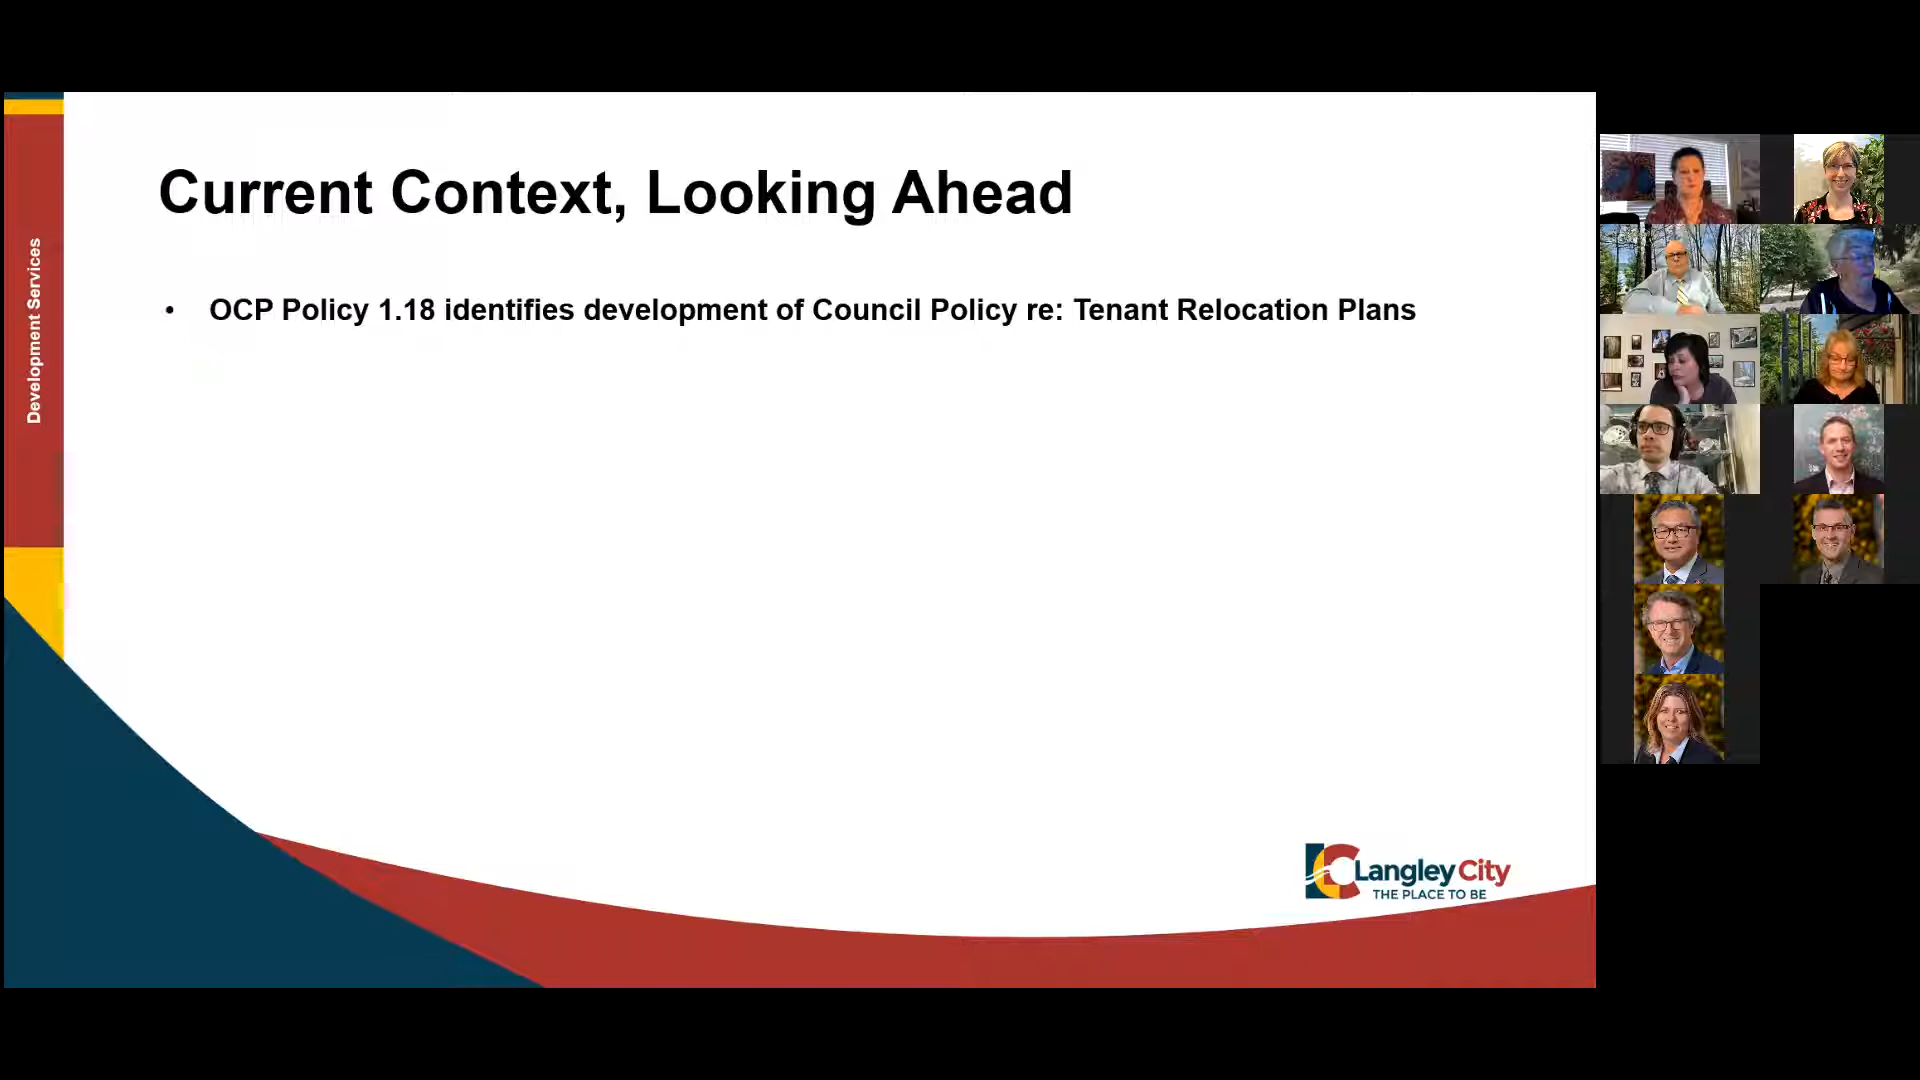 Development Services
Current Context, Looking Ahead
• OCP Policy 1.18 identifies development of Council Policy re: Tenant Relocation Plans
LC Langley City
THE PLACE TO BE